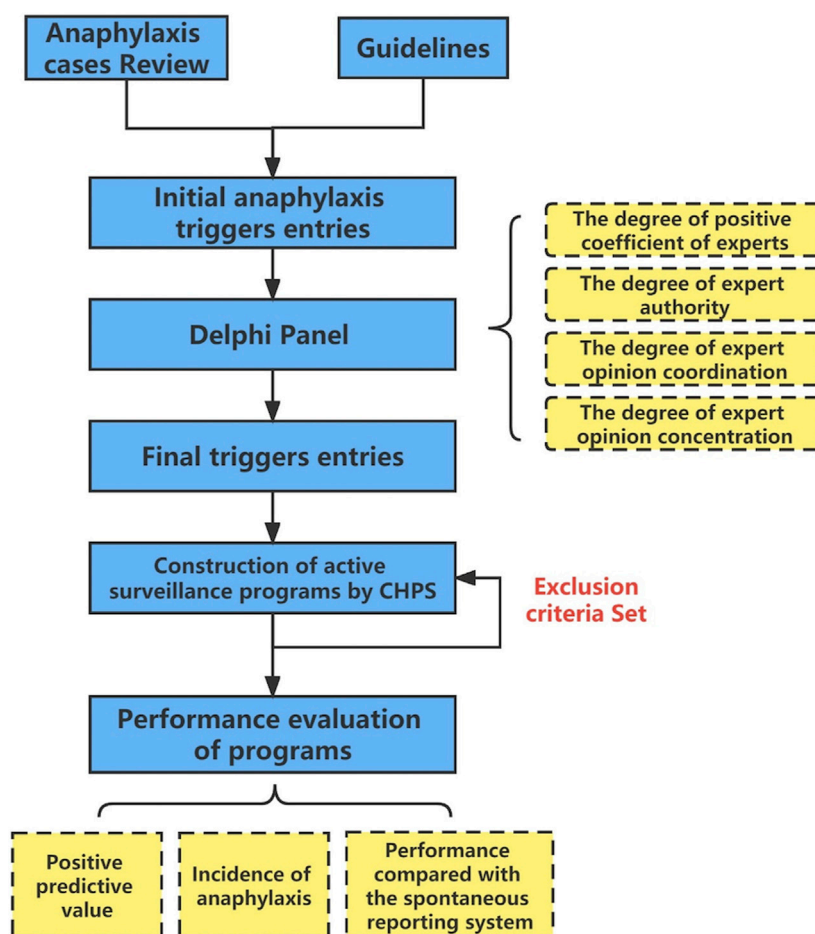 Anaphylaxis
cases Review
Guidelines
Initial anaphylaxis
triggers entries
The degree of positive
coefficient of experts
The degree of expert
authority
Delphi Panel
The degree of expert
opinion coordination
The degree of expert
opinion concentration
Final triggers entries
Construction of active
surveillance programs by CHPS
Exclusion
criteria Set
Performance evaluation
of programs
Positive
predictive
value
Incidence of
anaphylaxis
Performance
compared with
the spontaneous
reporting system